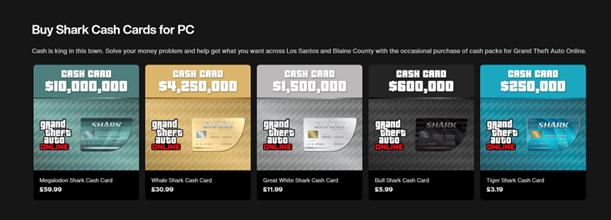 Buy Shark Cash Cards for PC
Cash is king in this town. Solve your money problem and help get what you want across Los Santos and Blaine County with the occasional purchase of cash packs for Grand Theft Auto Online.
CASH CARD
$10,000,000
grand
theft
auto
ONLINE
SHARK
Megalodon Shark Cash Card
£59.99
CASH CARD
$4,250,000
grand
theft
auto
ONLINE
SHARK
Whale Shark Cash Card
£30.99
CASH CARD
$1,500,000
grand
theft
auto
ONLINE
SHARK
Great White Shark Cash Card
£11.99
CASH CARD
$600,000
grand
theft
auto
ONLINE
SHARK
Bull Shark Cash Card
£5.99
CASH CARD
$250,000
grand
theft
auto
ONLINE
SHARK
Tiger Shark Cash Card
£3.19